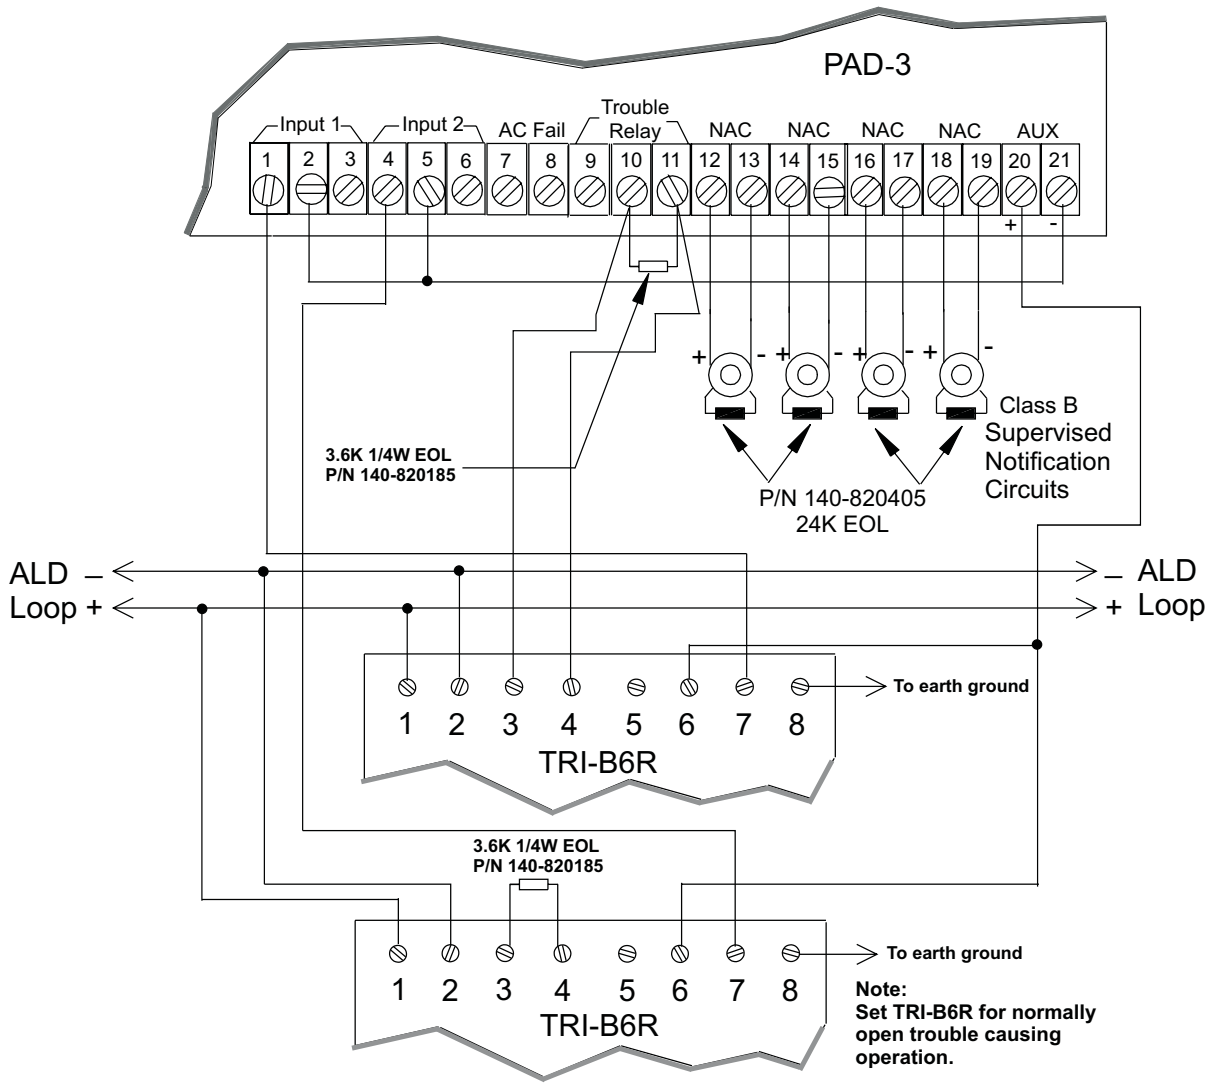 PAD-3
Input 1
Input 2
AC Fail
Trouble
Relay
NAC
NAC
NAC
NAC
AUX
1 2 3 4 5 6 7 8 9 10 11 12 13 14 15 16 17 18 19 20 21
+ -
+ - + - + - + -
Class B
Supervised
Notification
Circuits
3.6K 1/4W EOL
P/N 140-820185
P/N 140-820405
24K EOL
ALD –
Loop +
– ALD
+ Loop
To earth ground
1 2 3 4 5 6 7 8
TRI-B6R
3.6K 1/4W EOL
P/N 140-820185
To earth ground
1 2 3 4 5 6 7 8
TRI-B6R
Note:
Set TRI-B6R for normally
open trouble causing
operation.